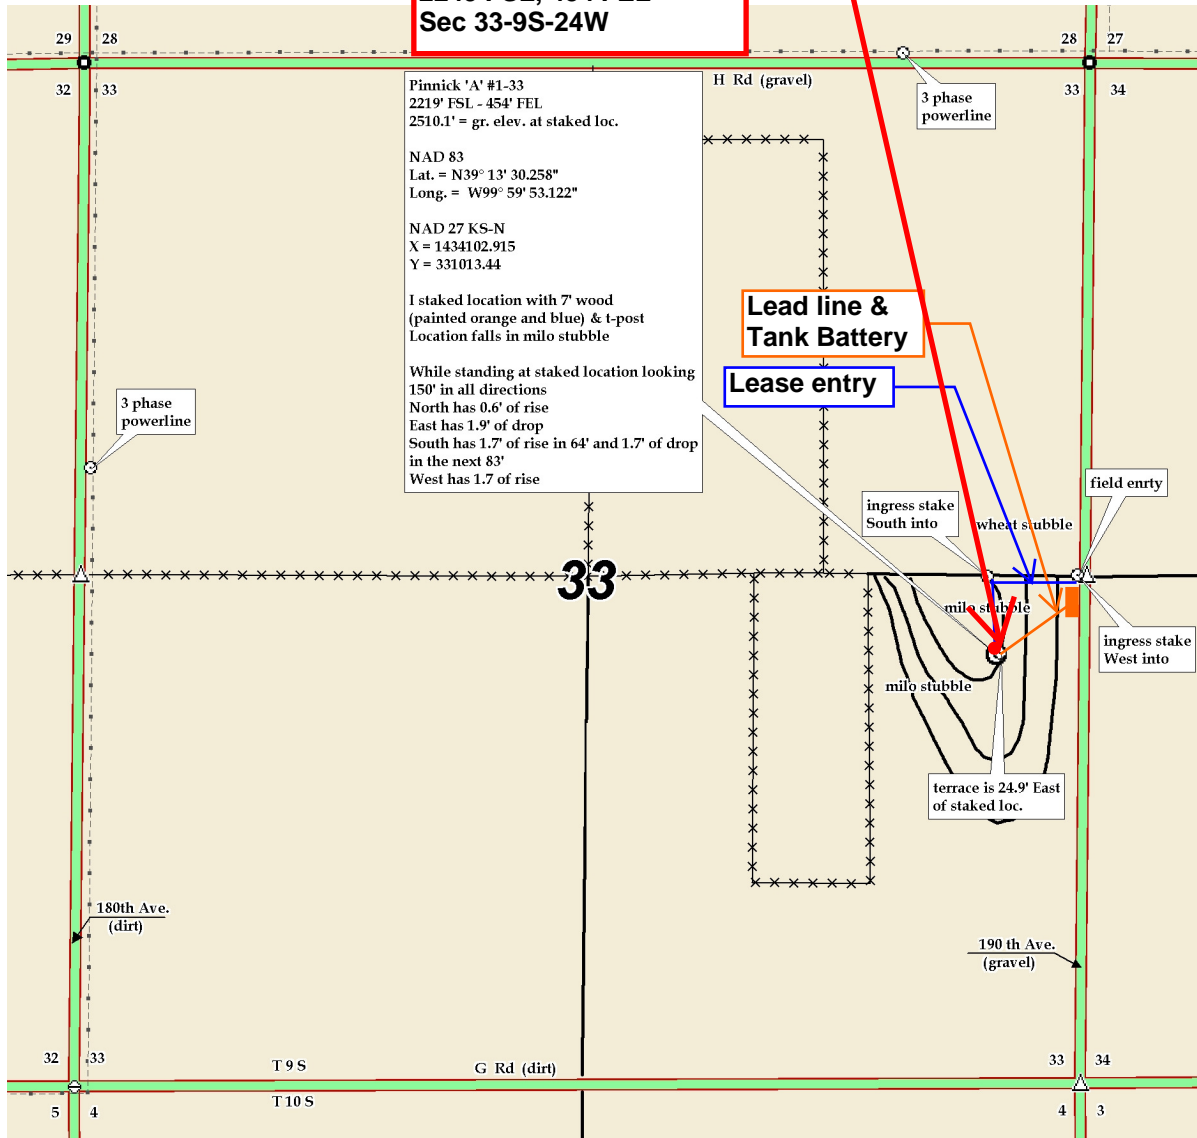 Sec 33-9S-24W
29 28
28 27
32 33
33 34
H Rd (gravel)
3 phase
powerline
Pinnick 'A' #1-33
2219' FSL - 454' FEL
2510.1' = gr. elev. at staked loc.
NAD 83
Lat. = N39° 13' 30.258"
Long. = W99° 59' 53.122"
NAD 27 KS-N
X = 1434102.915
Y = 331013.44
I staked location with 7' wood
(painted orange and blue) & t-post
Location falls in milo stubble
While standing at staked location looking
150' in all directions
North has 0.6' of rise
East has 1.9' of drop
South has 1.7' of rise in 64' and 1.7' of drop
in the next 83'
West has 1.7 of rise
Lead line &
Tank Battery
Lease entry
3 phase
powerline
field enrty
ingress stake
South into
wheat stubble
33
milo stubble
ingress stake
West into
milo stubble
terrace is 24.9' East
of staked loc.
180th Ave.
(dirt)
190 th Ave.
(gravel)
32 33
33 34
T 9 S
G Rd (dirt)
T 10 S
5 4
4 3